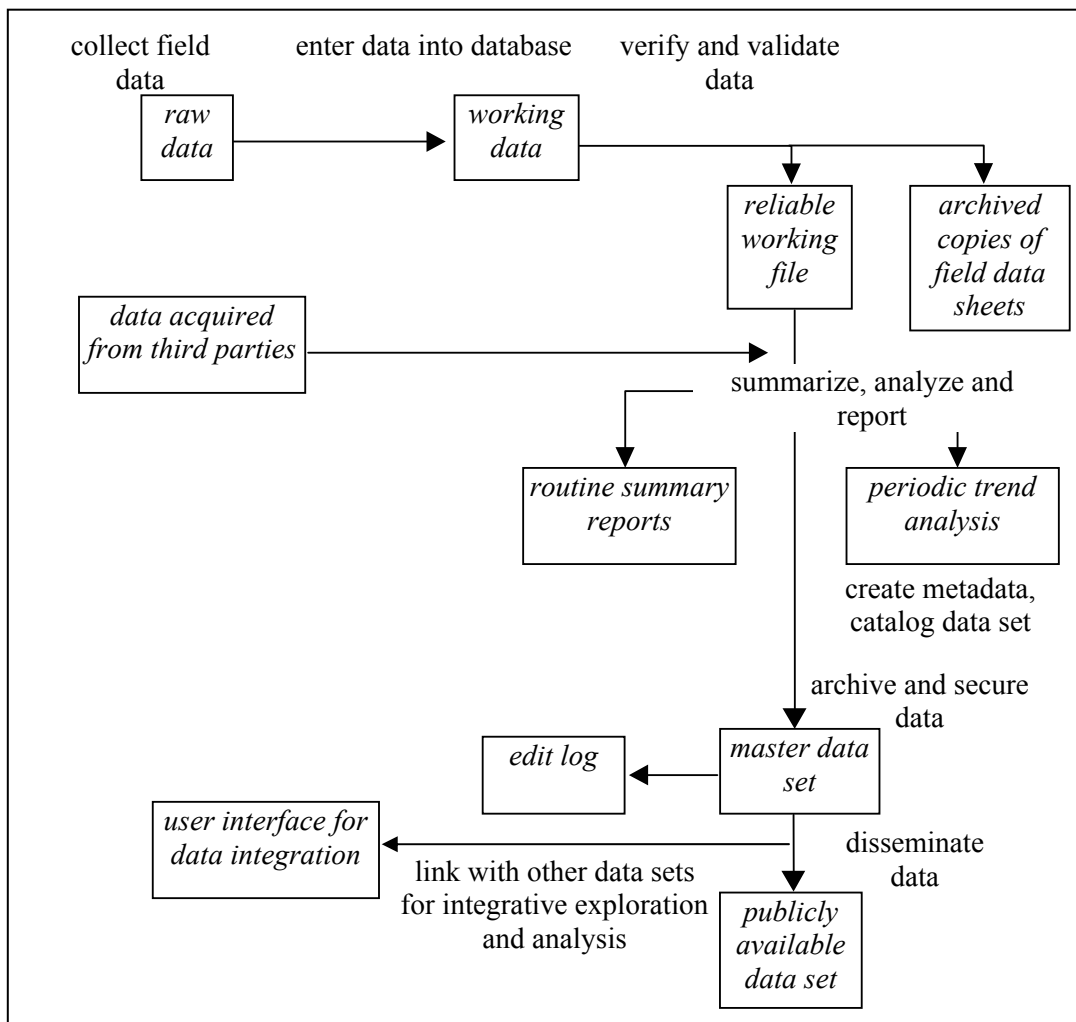 collect field
data
enter data into database
verify and validate
data
raw
data
working
data
reliable
working
file
archived
copies of
field data
sheets
data acquired
from third parties
summarize, analyze and
report
routine summary
reports
periodic trend
analysis
create metadata,
catalog data set
archive and secure
data
master data
set
edit log
user interface for
data integration
link with other data sets
for integrative exploration
and analysis
disseminate
data
publicly
available
data set